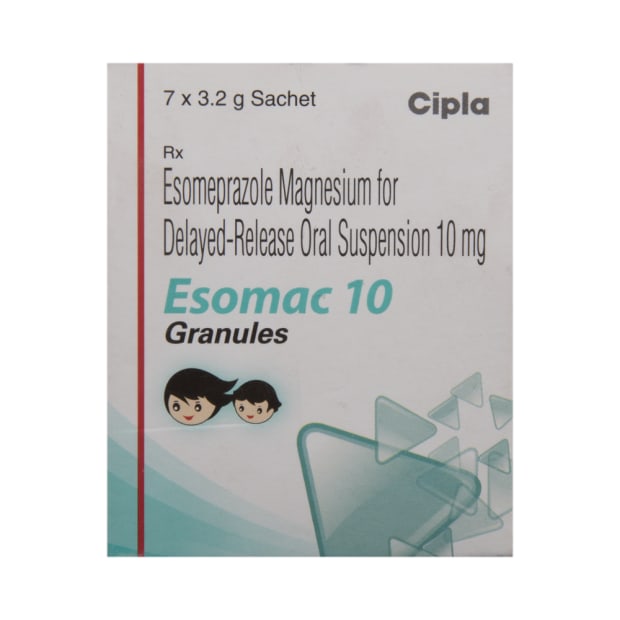 7 x 3.2 g Sachet
Cipla
Rx
Esomeprazole Magnesium for
Delayed-Release Oral Suspension 10 mg
Esomac 10
Granules